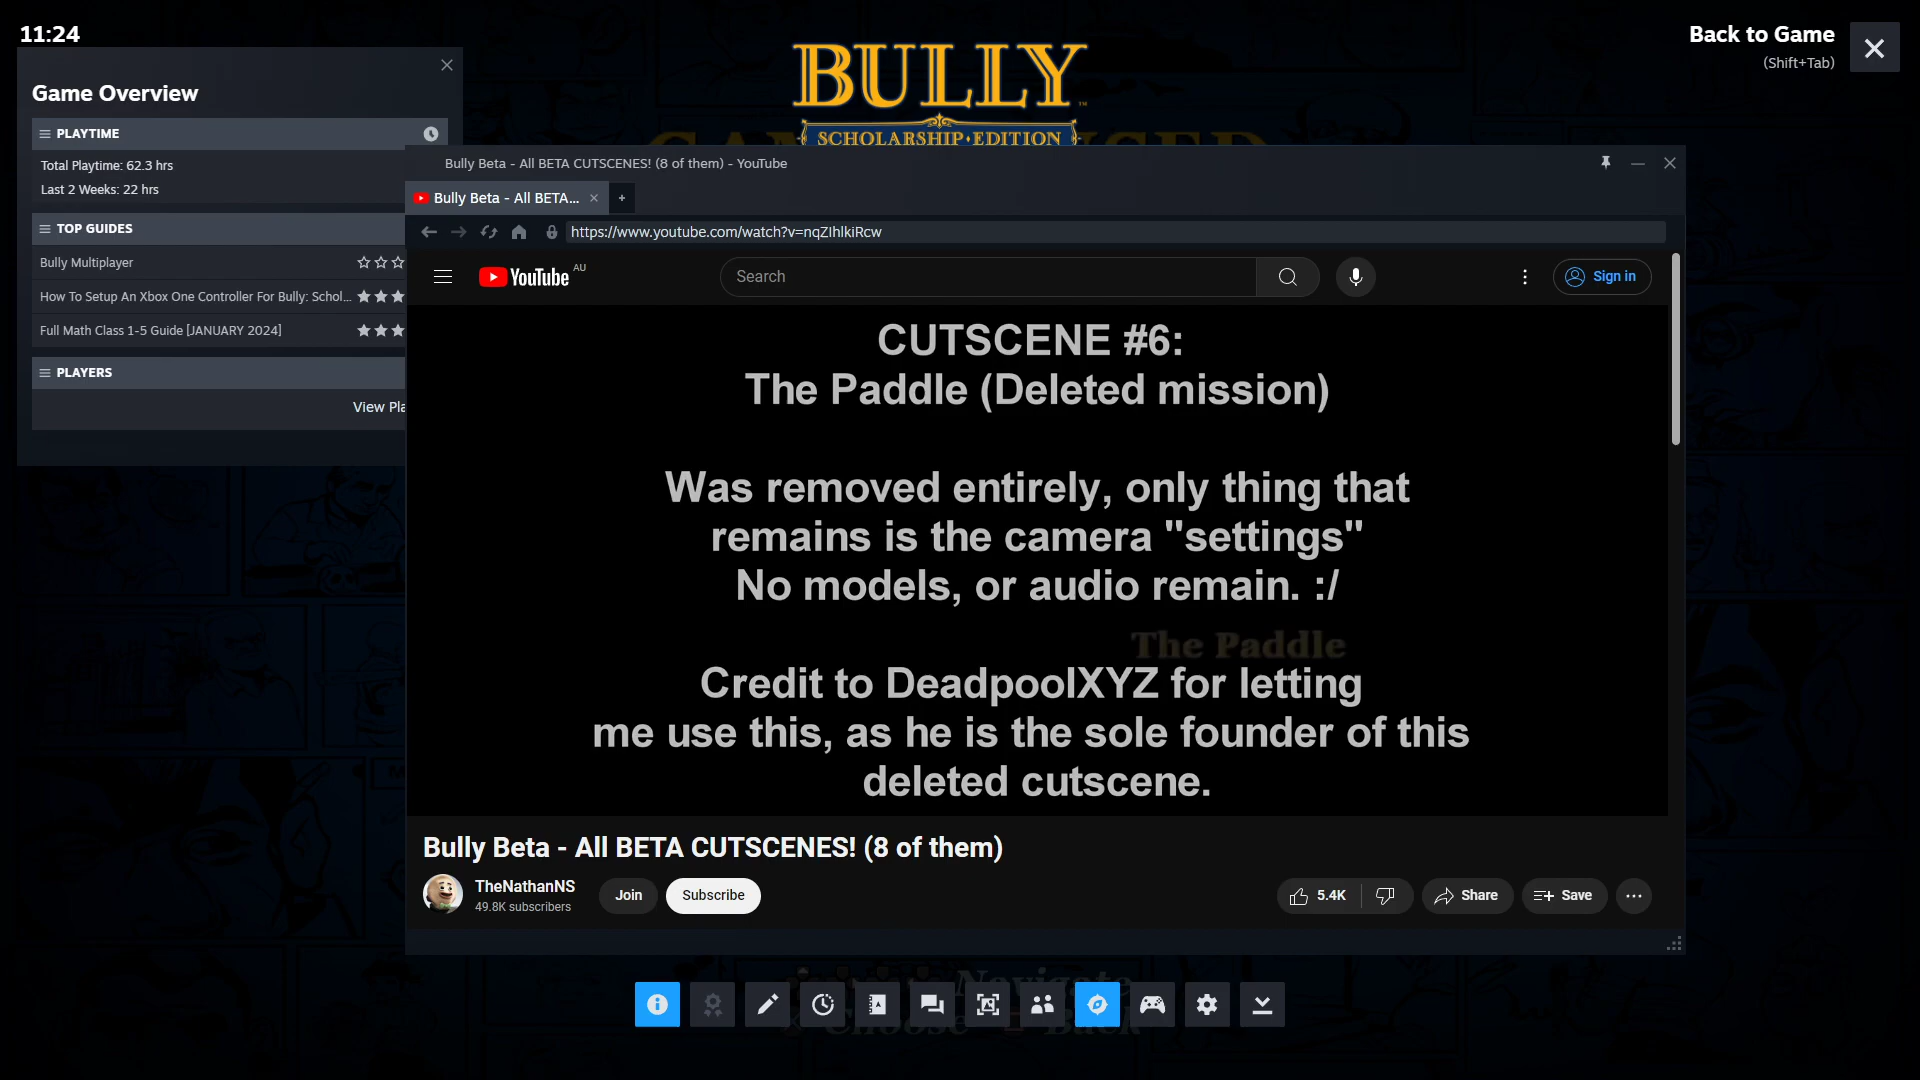 11:24
Back to Game
(Shift+Tab)
BULLY
SCHOLARSHIP EDITION
GAME PAUSED
Game Overview
PLAYTIME
Total Playtime: 62.3 hrs
Last 2 Weeks: 22 hrs
TOP GUIDES
Bully Multiplayer
How To Setup An Xbox One Controller For Bully: Schol...
Full Math Class 1-5 Guide [JANUARY 2024]
PLAYERS
View Pla
Bully Beta - All BETA CUTSCENES! (8 of them) - YouTube
Bully Beta - All BETA...
https://www.youtube.com/watch?v=nqZIhlkiRcw
YouTube AU
Search
Sign in
CUTSCENE #6:
The Paddle (Deleted mission)
Was removed entirely, only thing that
remains is the camera "settings"
No models, or audio remain. :/
The Paddle
Credit to DeadpoolXYZ for letting
me use this, as he is the sole founder of this
deleted cutscene.
Bully Beta - All BETA CUTSCENES! (8 of them)
TheNathanNS
49.8K subscribers
Join
Subscribe
5.4K
Share
Save
Navigate
Choose
Back